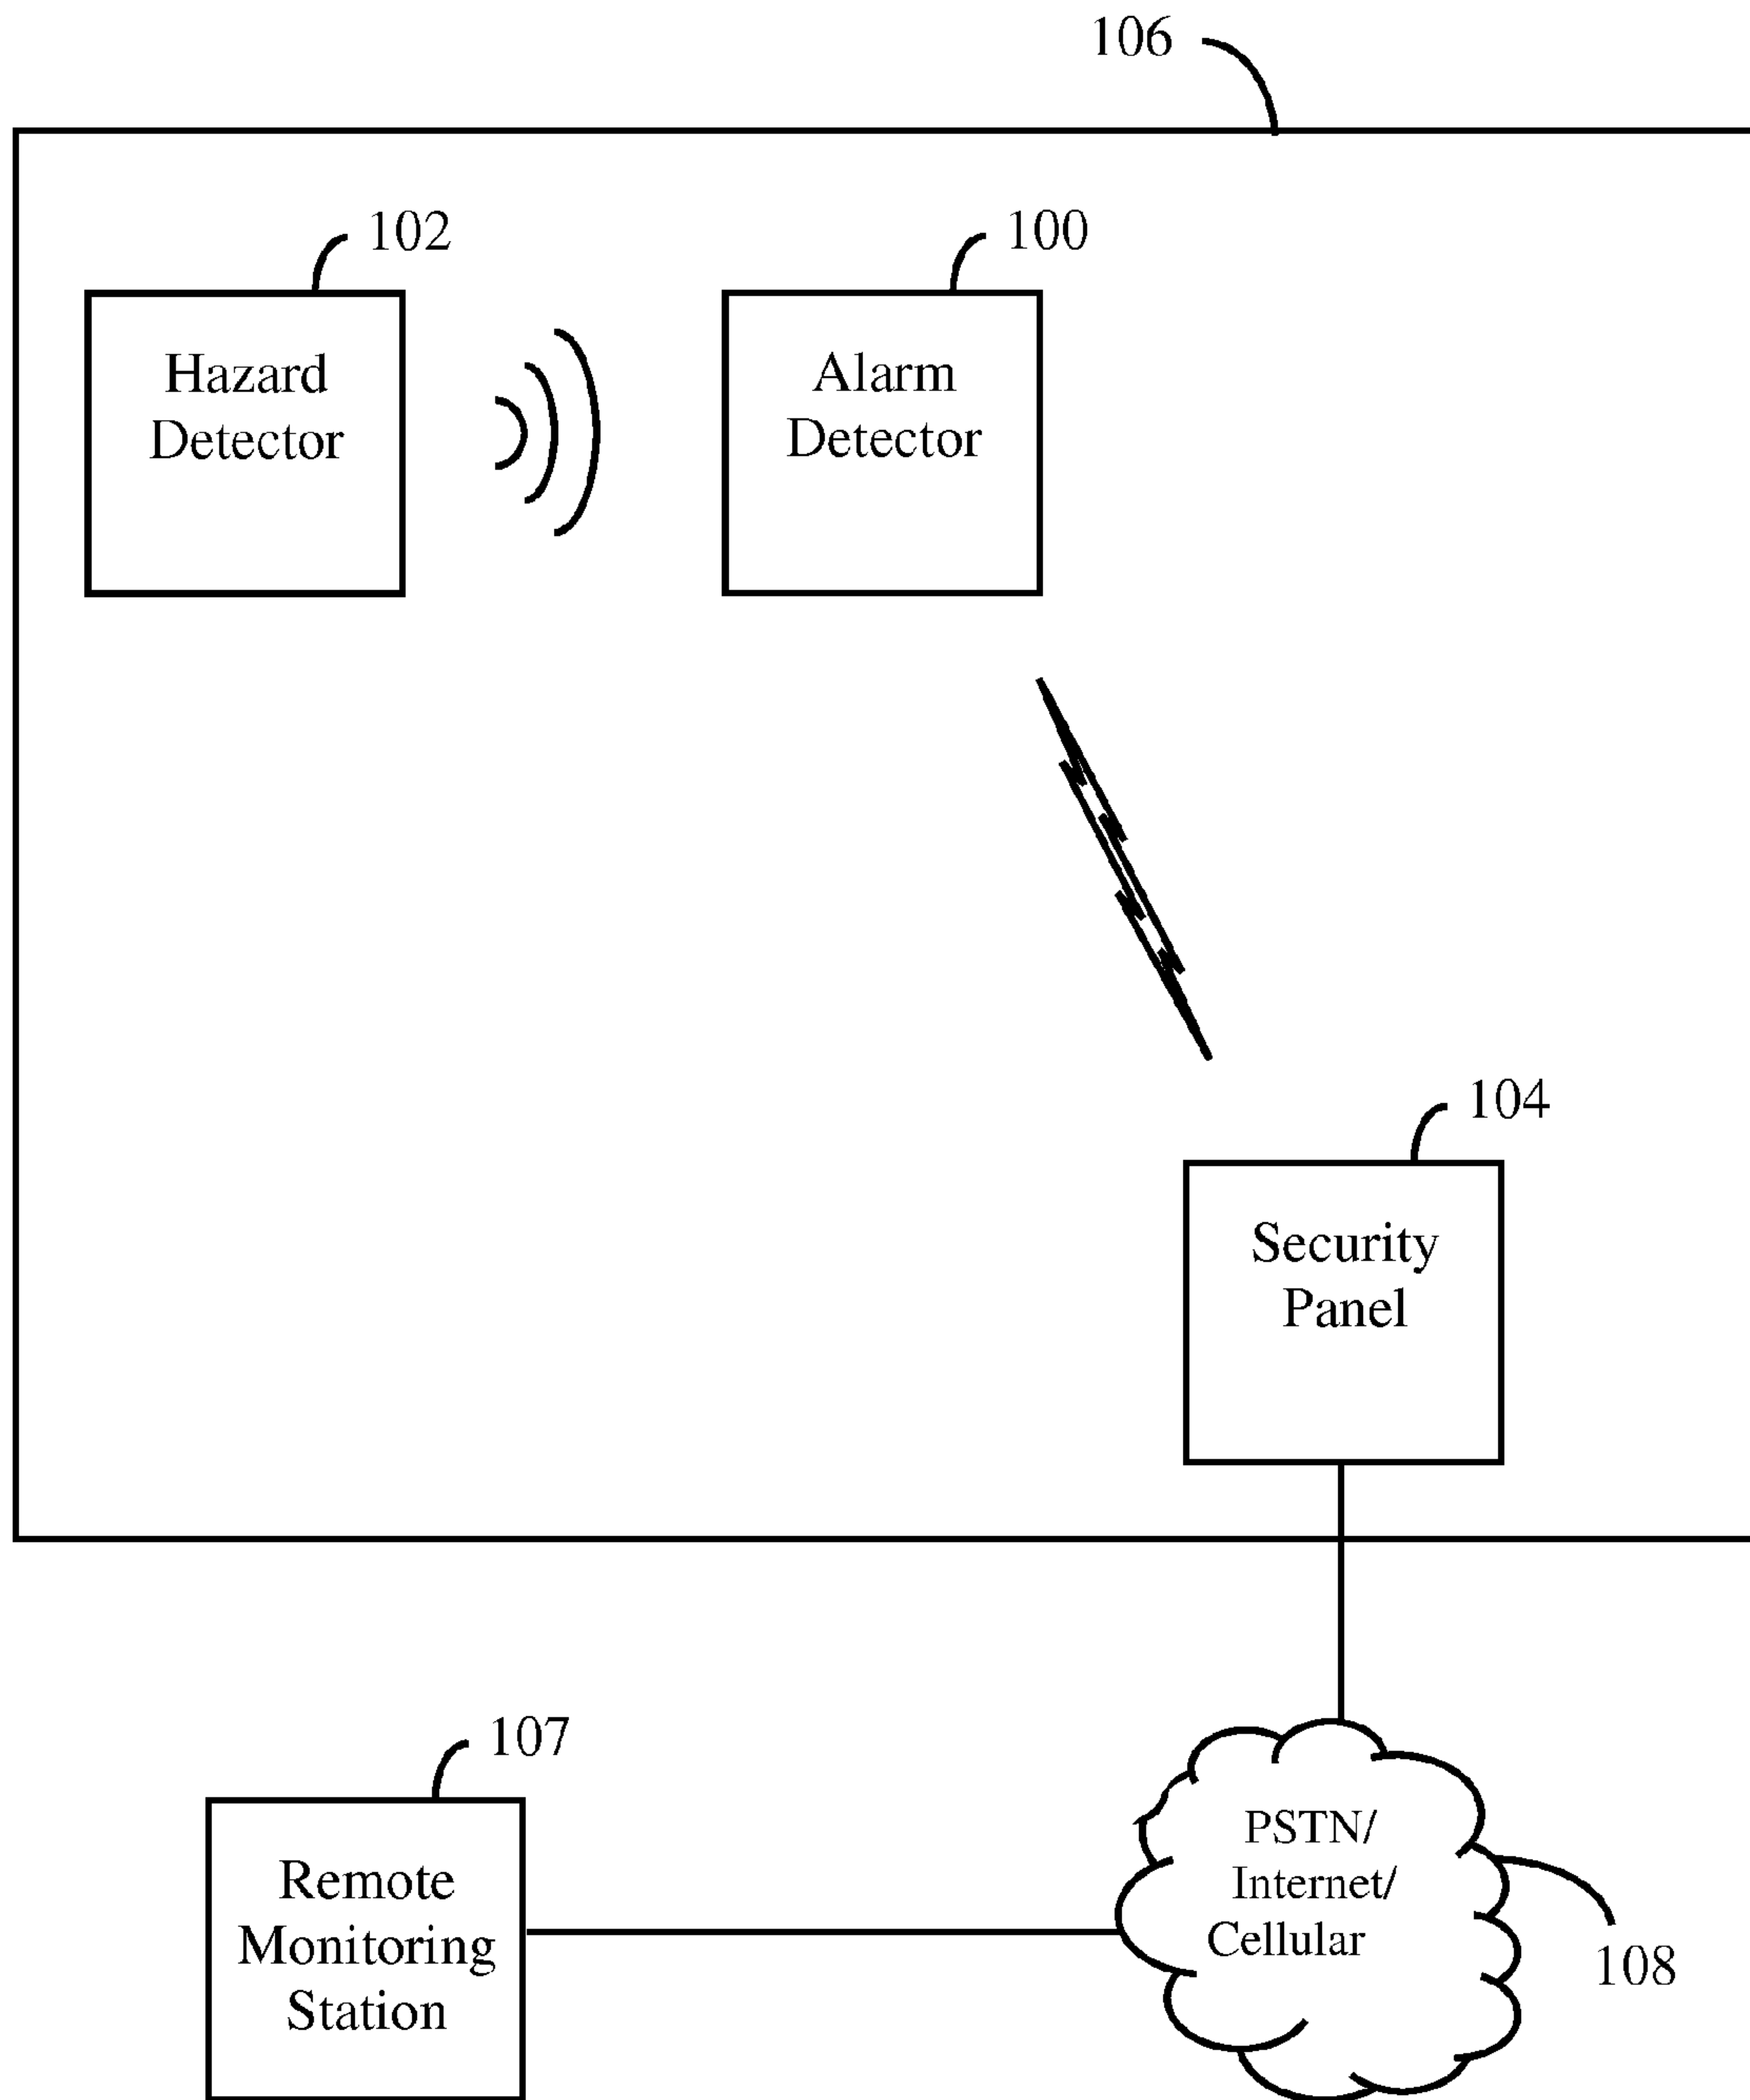 106
102
100
Hazard
Detector
Alarm
Detector
104
Security
Panel
107
Remote
Monitoring
Station
PSTN/
Internet/
Cellular
108